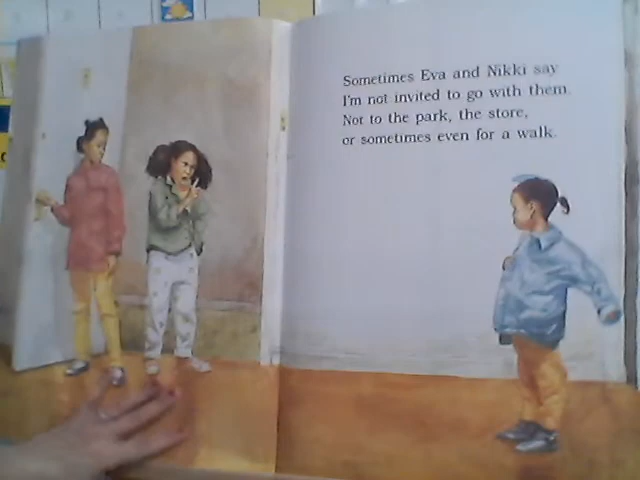 Sometimes Eva and Nikki say
I'm not invited to go with them.
Not to the park, the store,
or sometimes even for a walk.